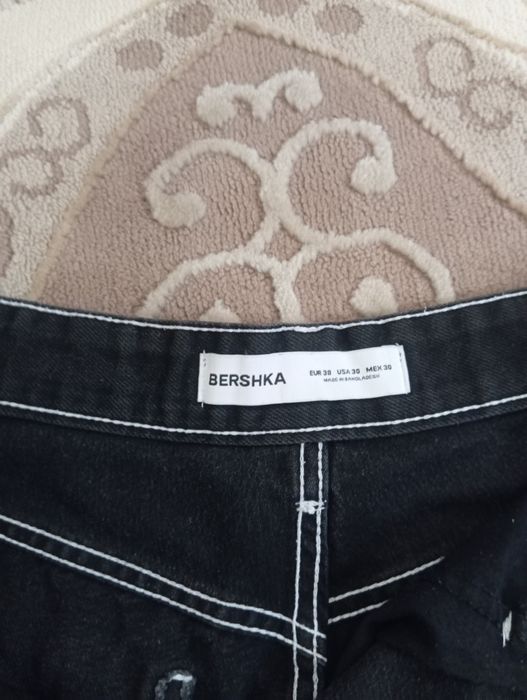 BERSHKA
EUR 38 USA 30 MEX 30
MADE IN BANGLADESH